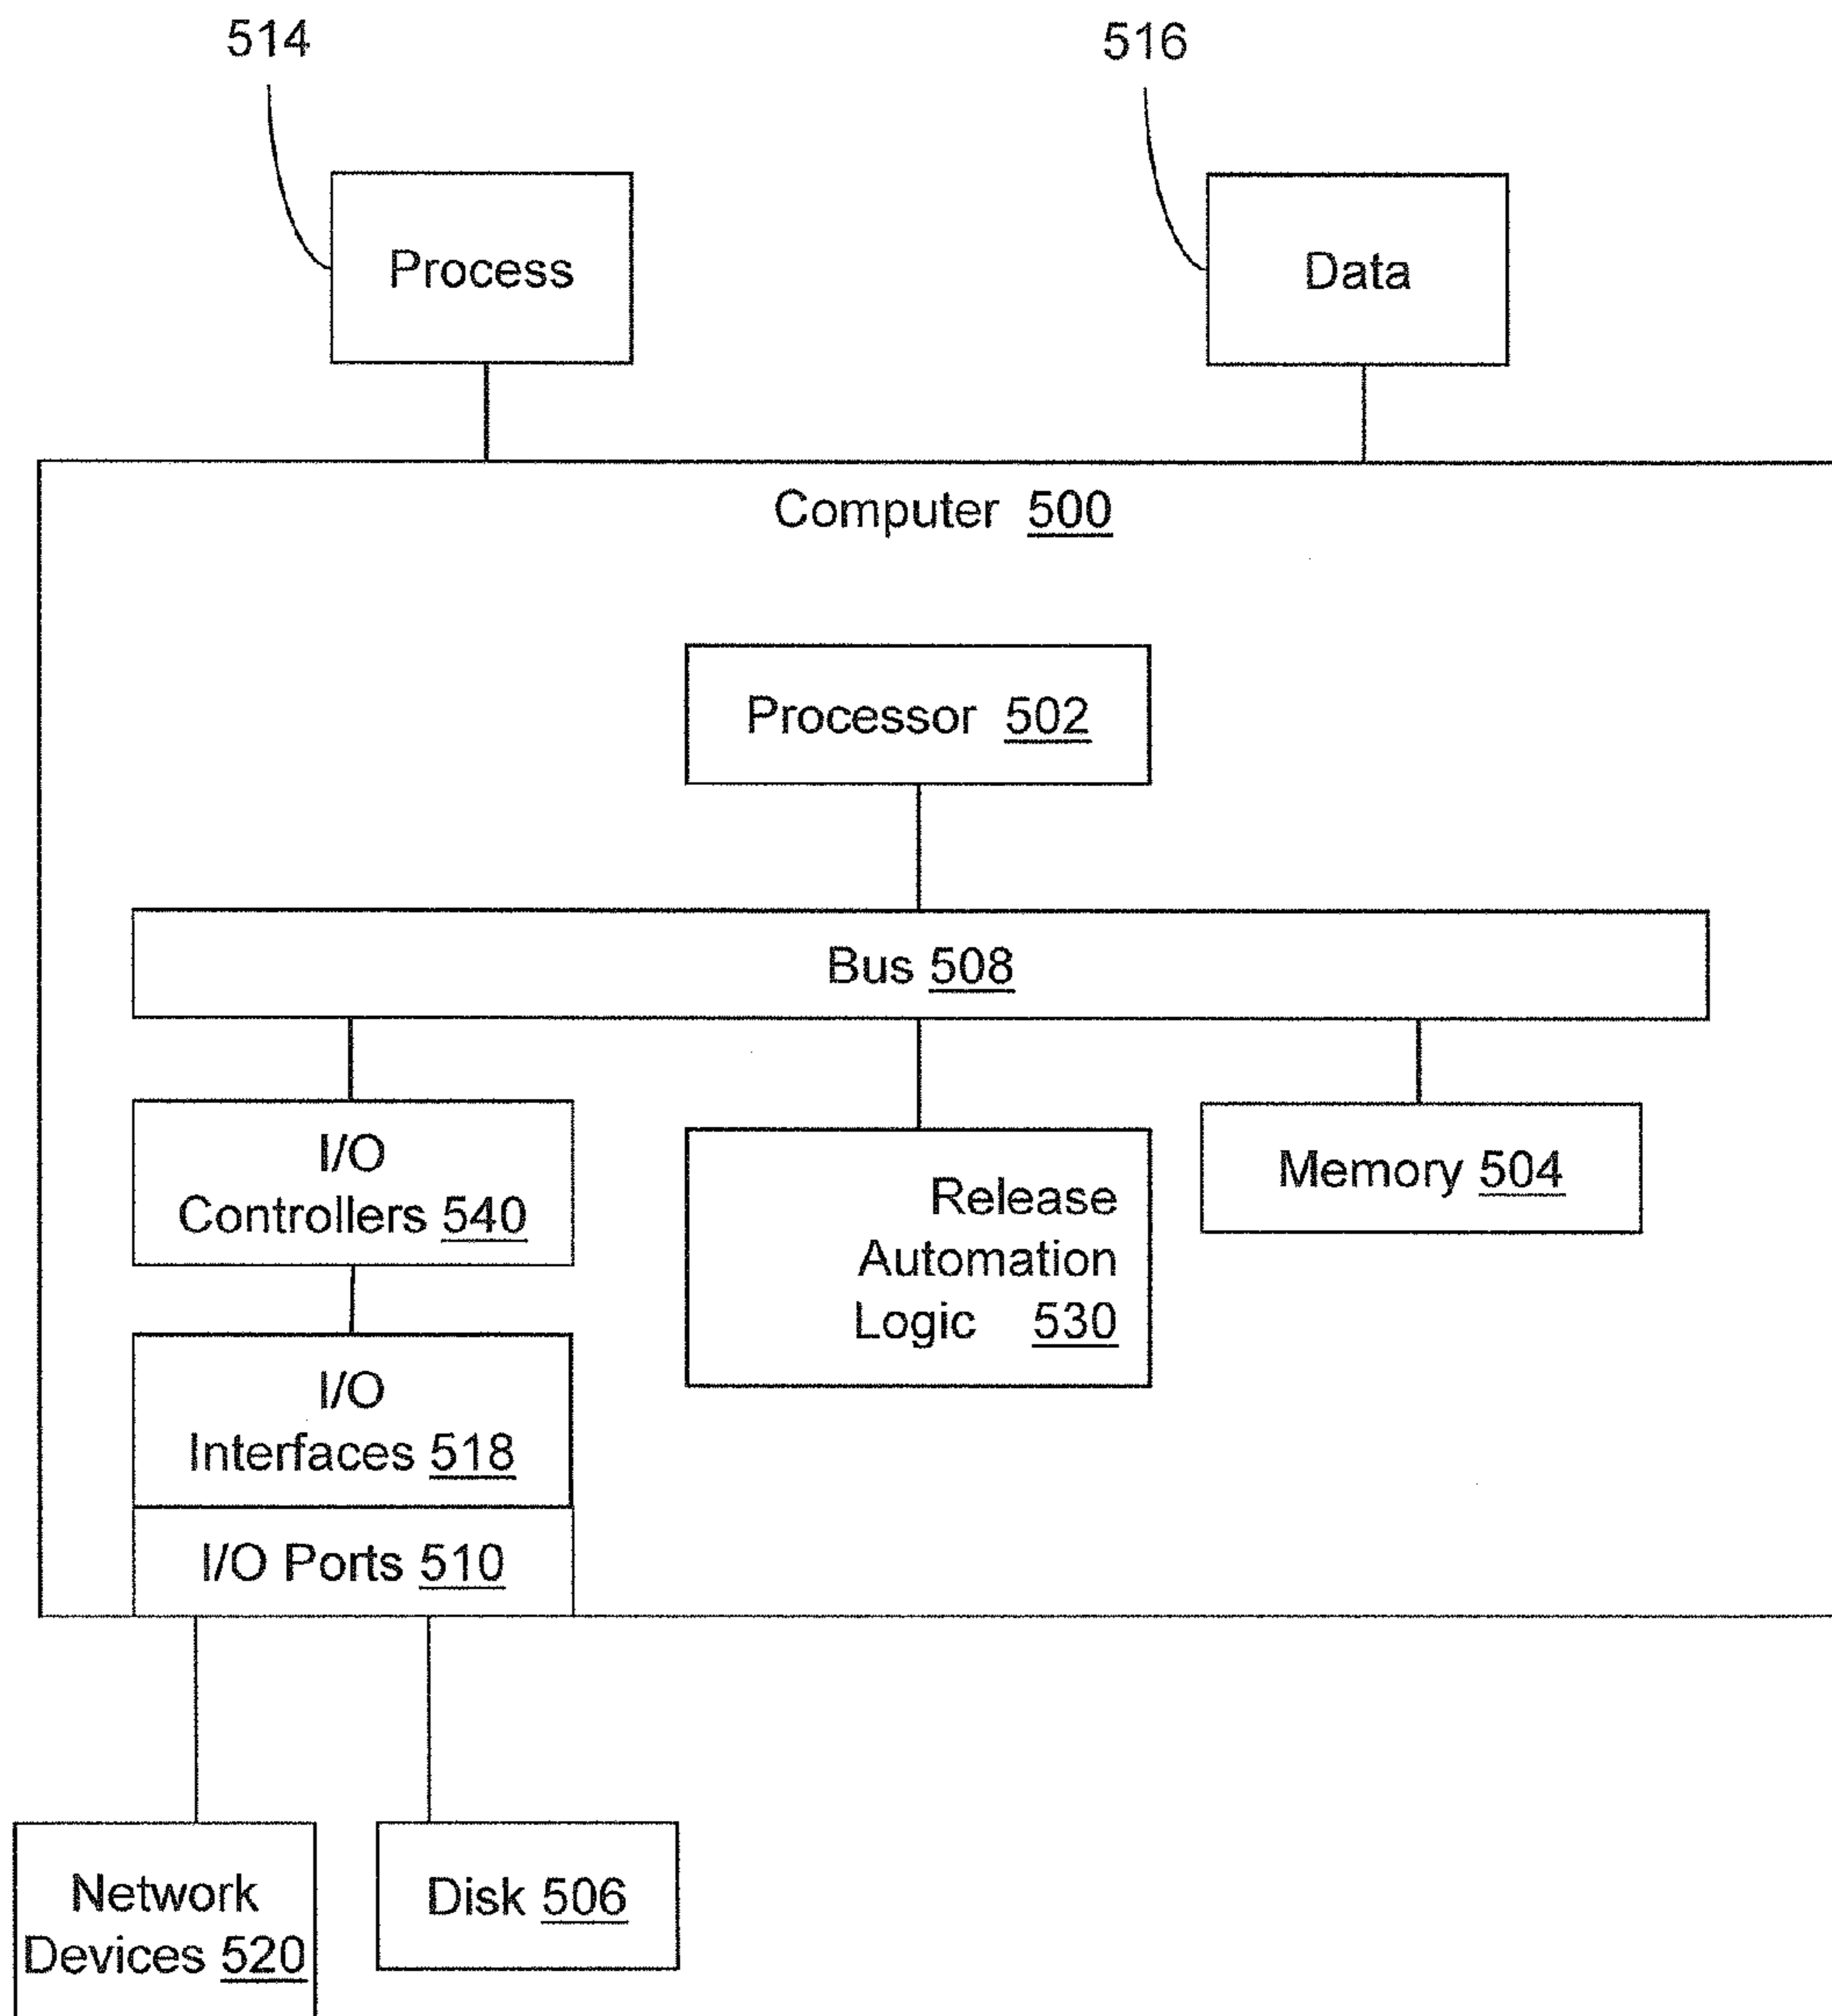 514
516
Process
Data
Computer 500
Processor 502
Bus 508
I/O
Controllers 540
Release
Automation
Logic 530
Memory 504
I/O
Interfaces 518
I/O Ports 510
Network
Devices 520
Disk 506